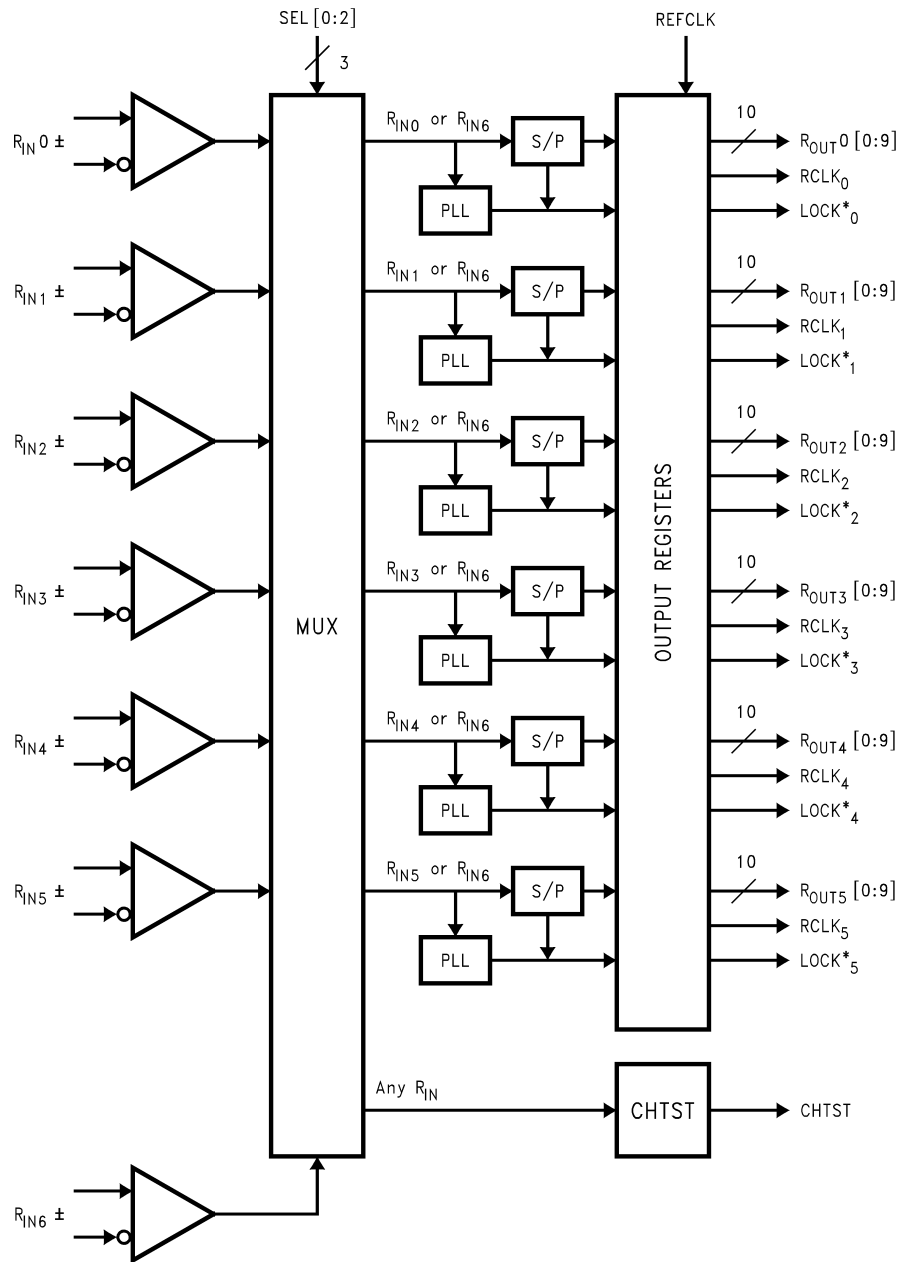 SEL [0:2]
REFCLK
3
R_IN0 ±
R_IN0 or R_IN6
S/P
PLL
10
R_OUT0 [0:9]
RCLK_0
LOCK*_0
R_IN1 ±
R_IN1 or R_IN6
S/P
PLL
10
R_OUT1 [0:9]
RCLK_1
LOCK*_1
R_IN2 ±
R_IN2 or R_IN6
S/P
PLL
10
R_OUT2 [0:9]
RCLK_2
LOCK*_2
MUX
OUTPUT REGISTERS
R_IN3 ±
R_IN3 or R_IN6
S/P
PLL
10
R_OUT3 [0:9]
RCLK_3
LOCK*_3
R_IN4 ±
R_IN4 or R_IN6
S/P
PLL
10
R_OUT4 [0:9]
RCLK_4
LOCK*_4
R_IN5 ±
R_IN5 or R_IN6
S/P
PLL
10
R_OUT5 [0:9]
RCLK_5
LOCK*_5
Any R_IN
CHTST
CHTST
R_IN6 ±